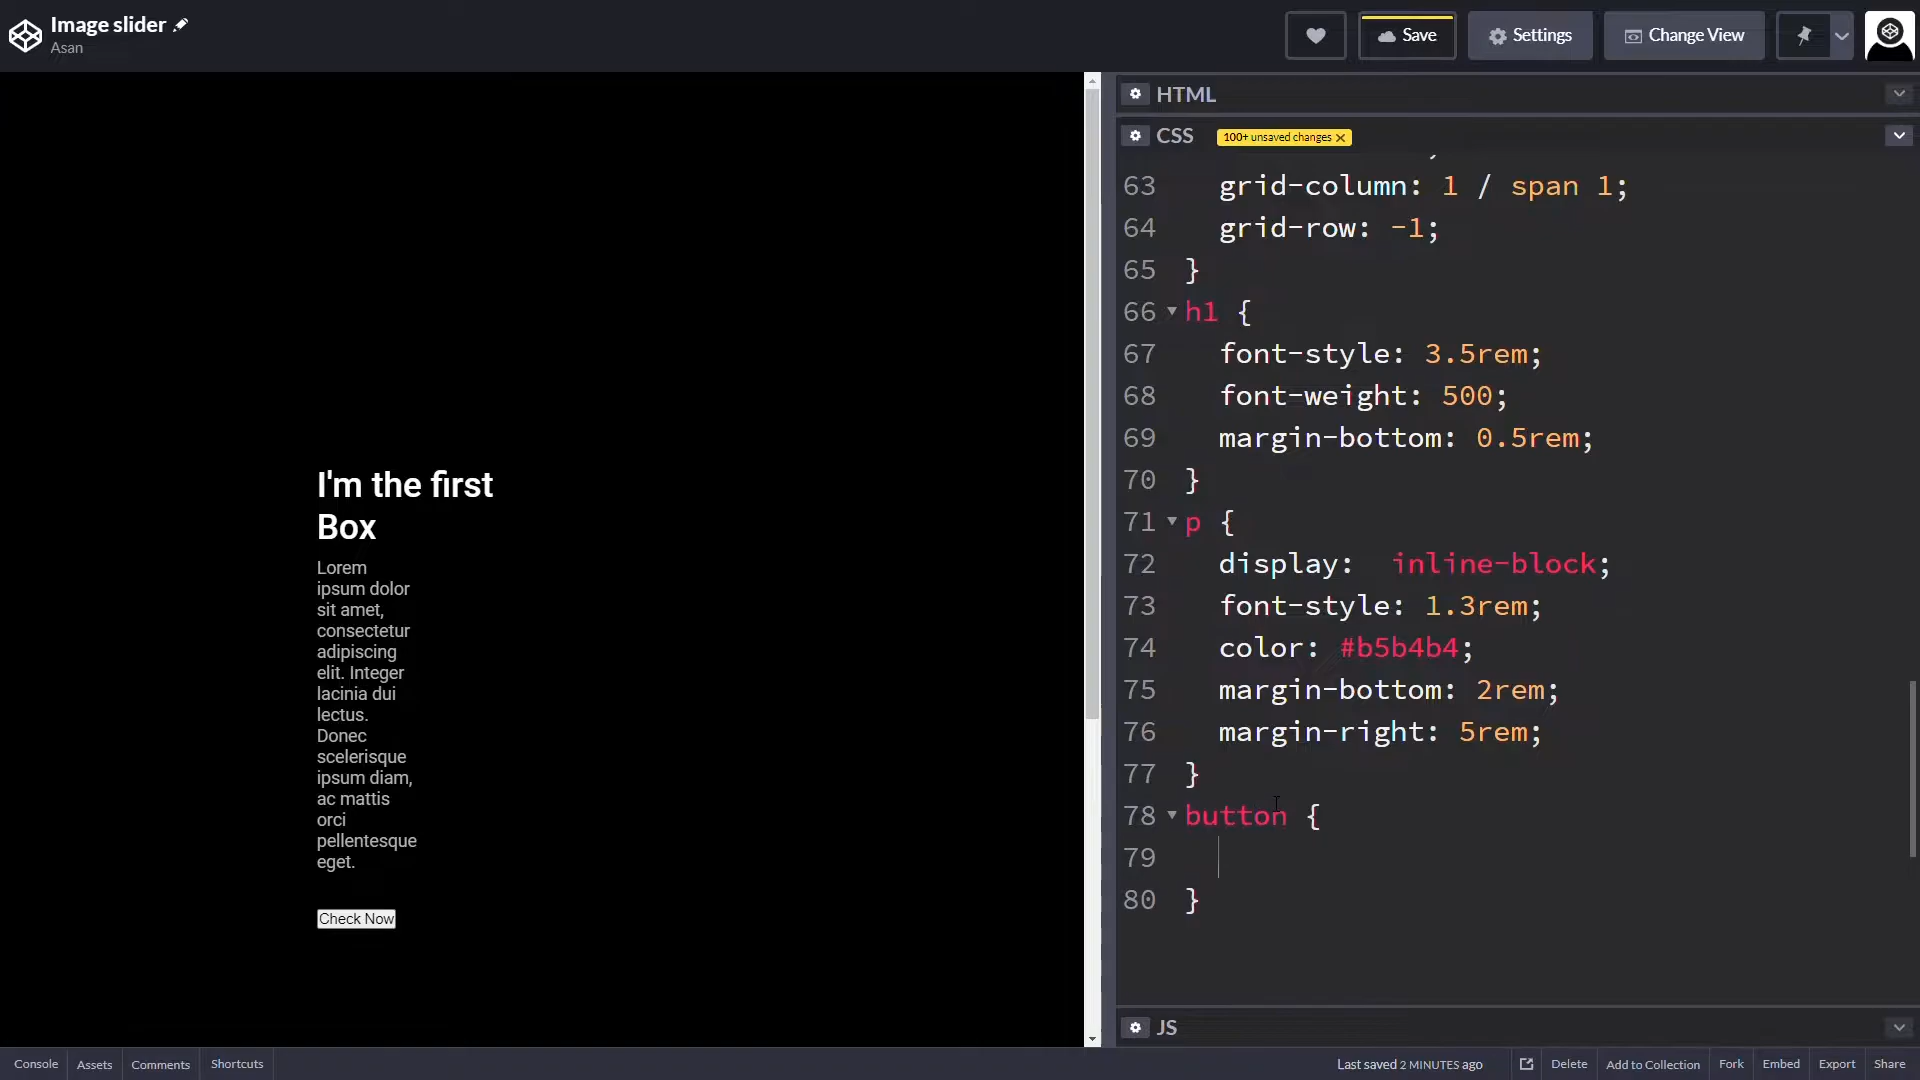 Image slider
Asan
Save
Settings
Change View
HTML
CSS
100+ unsaved changes ×
63 grid-column: 1 / span 1;
64 grid-row: -1;
65 }
66 h1 {
67 font-style: 3.5rem;
68 font-weight: 500;
69 margin-bottom: 0.5rem;
70 }
71 p {
72 display:  inline-block;
73 font-style: 1.3rem;
74 color: #b5b4b4;
75 margin-bottom: 2rem;
76 margin-right: 5rem;
77 }
78 button {
79
80 }
I'm the first
Box
Lorem
ipsum dolor
sit amet,
consectetur
adipiscing
elit. Integer
lacinia dui
lectus.
Donec
scelerisque
ipsum diam,
ac mattis
orci
pellentesque
eget.
Check Now
JS
Console
Assets
Comments
Shortcuts
Last saved 2 MINUTES ago
Delete
Add to Collection
Fork
Embed
Export
Share